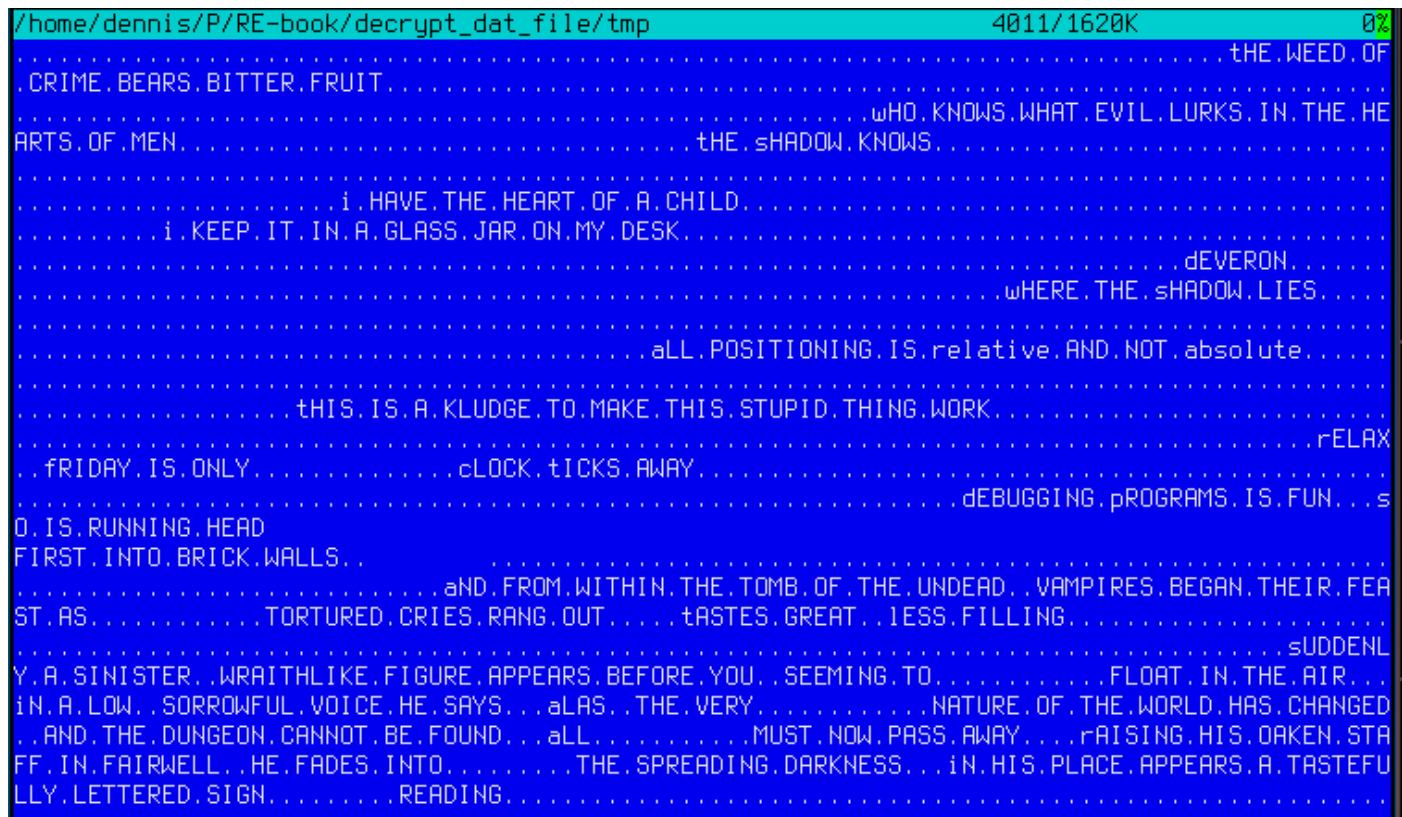 /home/dennis/P/RE-book/decrypt_dat_file/tmp 4011/1620K 0%
..................................................................................tHE.WEED.OF
.CRIME.BEARS.BITTER.FRUIT....................................................................
..........................................................wHO.KNOWS.WHAT.EVIL.LURKS.IN.THE.HE
ARTS.OF.MEN...................................tHE.sHADOW.KNOWS...............................
.............................................................................................
......................i.HAVE.THE.HEART.OF.A.CHILD............................................
..........i.KEEP.IT.IN.A.GLASS.JAR.ON.MY.DESK................................................
...............................................................................dEVERON.......
...................................................................wHERE.THE.sHADOW.LIES.....
.............................................................................................
...........................................aLL.POSITIONING.IS.relative.AND.NOT.absolute......
.............................................................................................
...................tHIS.IS.A.KLUDGE.TO.MAKE.THIS.STUPID.THING.WORK...........................
........................................................................................rELAX
..fRIDAY.IS.ONLY..............cLOCK.tICKS.AWAY...............................................
................................................................dEBUGGING.pROGRAMS.IS.FUN...s
O.IS.RUNNING.HEAD
FIRST.INTO.BRICK.WALLS..        .............................................................
.............................aND.FROM.WITHIN.THE.TOMB.OF.THE.UNDEAD..VAMPIRES.BEGAN.THEIR.FEA
ST.AS............TORTURED.CRIES.RANG.OUT.....tASTES.GREAT..lESS.FILLING......................
......................................................................................sUDDENL
Y.A.SINISTER..WRAITHLIKE.FIGURE.APPEARS.BEFORE.YOU..SEEMING.TO............FLOAT.IN.THE.AIR...
iN.A.LOW..SORROWFUL.VOICE.HE.SAYS...aLAS..THE.VERY............NATURE.OF.THE.WORLD.HAS.CHANGED
..AND.THE.DUNGEON.CANNOT.BE.FOUND...aLL...........MUST.NOW.PASS.AWAY....rAISING.HIS.OAKEN.STA
FF.IN.FAIRWELL..HE.FADES.INTO.........THE.SPREADING.DARKNESS...iN.HIS.PLACE.APPEARS.A.TASTEFU
LLY.LETTERED.SIGN.........READING............................................................